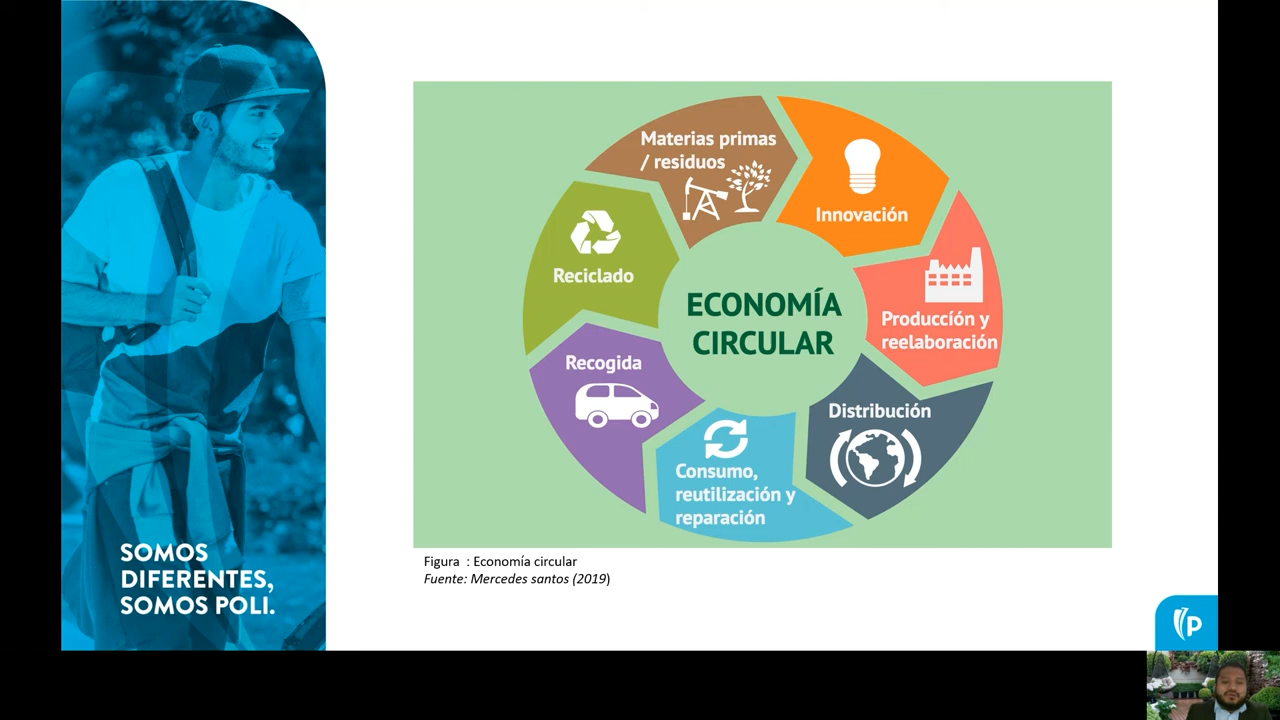 Materias primas
/ residuos
Innovación
Producción y
reelaboración
Distribución
Consumo,
reutilización y
reparación
Recogida
Reciclado
ECONOMÍA
CIRCULAR
Figura : Economía circular
Fuente: Mercedes santos (2019)
SOMOS
DIFERENTES,
SOMOS POLI.
P